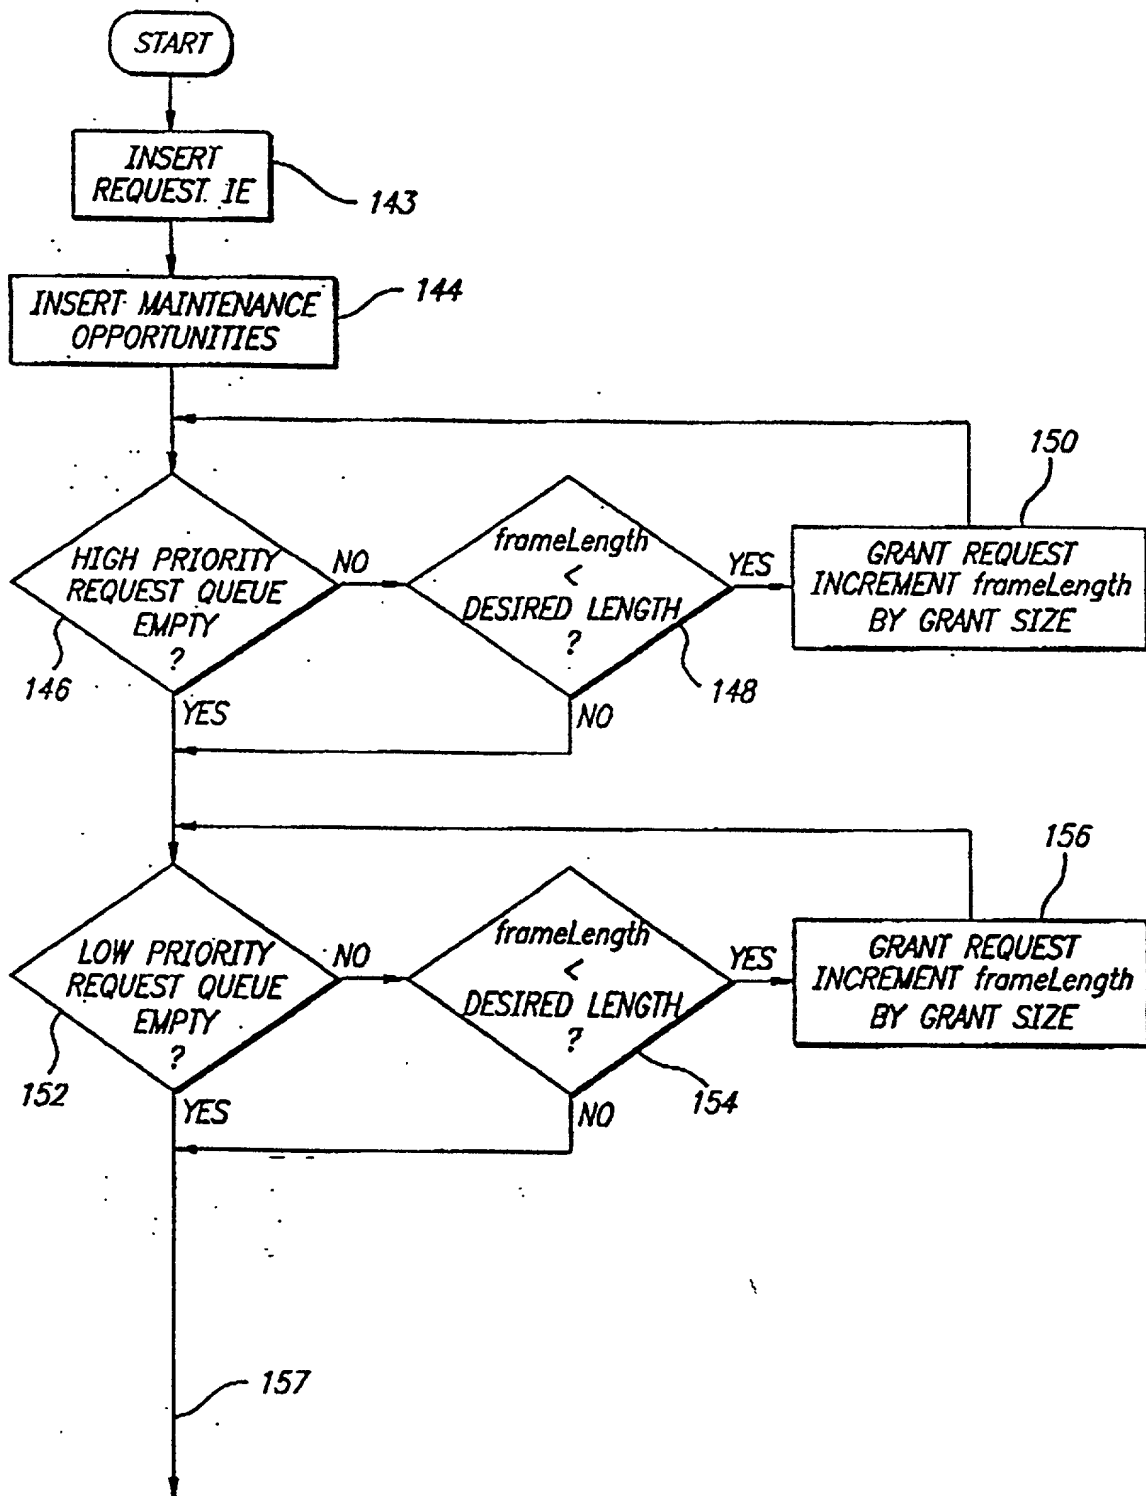 START
INSERT
REQUEST IE
143
INSERT MAINTENANCE
OPPORTUNITIES
144
HIGH PRIORITY
REQUEST QUEUE
EMPTY
?
146
NO
YES
frameLength
<
DESIRED LENGTH
?
148
YES
NO
150
GRANT REQUEST
INCREMENT frameLength
BY GRANT SIZE
LOW PRIORITY
REQUEST QUEUE
EMPTY
?
152
NO
YES
frameLength
<
DESIRED LENGTH
?
154
YES
NO
156
GRANT REQUEST
INCREMENT frameLength
BY GRANT SIZE
157